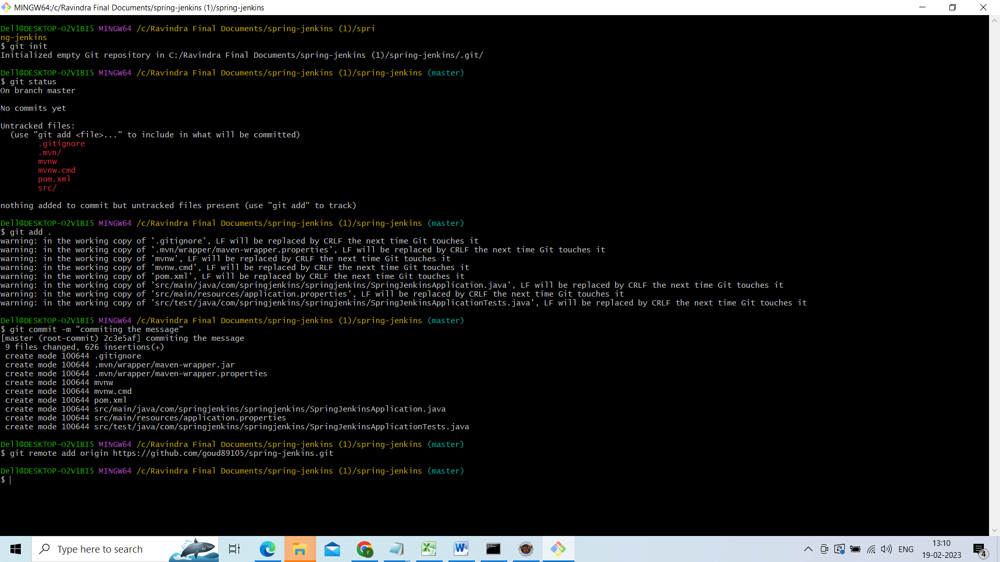 MINGW64:/c/Ravindra Final Documents/spring-jenkins (1)/spring-jenkins
Dell@DESKTOP-O2V1BI5 MINGW64 /c/Ravindra Final Documents/spring-jenkins (1)/spri
ng-jenkins
$ git init
Initialized empty Git repository in C:/Ravindra Final Documents/spring-jenkins (1)/spring-jenkins/.git/
Dell@DESKTOP-O2V1BI5 MINGW64 /c/Ravindra Final Documents/spring-jenkins (1)/spring-jenkins (master)
$ git status
On branch master
No commits yet
Untracked files:
(use "git add <file>..." to include in what will be committed)
.gitignore
.mvn/
mvnw
mvnw.cmd
pom.xml
src/
nothing added to commit but untracked files present (use "git add" to track)
Dell@DESKTOP-O2V1BI5 MINGW64 /c/Ravindra Final Documents/spring-jenkins (1)/spring-jenkins (master)
$ git add .
warning: in the working copy of '.gitignore', LF will be replaced by CRLF the next time Git touches it
warning: in the working copy of '.mvn/wrapper/maven-wrapper.properties', LF will be replaced by CRLF the next time Git touches it
warning: in the working copy of 'mvnw', LF will be replaced by CRLF the next time Git touches it
warning: in the working copy of 'mvnw.cmd', LF will be replaced by CRLF the next time Git touches it
warning: in the working copy of 'pom.xml', LF will be replaced by CRLF the next time Git touches it
warning: in the working copy of 'src/main/java/com/springjenkins/springjenkins/SpringJenkinsApplication.java', LF will be replaced by CRLF the next time Git touches it
warning: in the working copy of 'src/main/resources/application.properties', LF will be replaced by CRLF the next time Git touches it
warning: in the working copy of 'src/test/java/com/springjenkins/springjenkins/SpringJenkinsApplicationTests.java', LF will be replaced by CRLF the next time Git touches it
Dell@DESKTOP-O2V1BI5 MINGW64 /c/Ravindra Final Documents/spring-jenkins (1)/spring-jenkins (master)
$ git commit -m "commiting the message"
[master (root-commit) 2c3e5af] commiting the message
9 files changed, 626 insertions(+)
create mode 100644 .gitignore
create mode 100644 .mvn/wrapper/maven-wrapper.jar
create mode 100644 .mvn/wrapper/maven-wrapper.properties
create mode 100644 mvnw
create mode 100644 mvnw.cmd
create mode 100644 pom.xml
create mode 100644 src/main/java/com/springjenkins/springjenkins/SpringJenkinsApplication.java
create mode 100644 src/main/resources/application.properties
create mode 100644 src/test/java/com/springjenkins/springjenkins/SpringJenkinsApplicationTests.java
Dell@DESKTOP-O2V1BI5 MINGW64 /c/Ravindra Final Documents/spring-jenkins (1)/spring-jenkins (master)
$ git remote add origin https://github.com/goud89105/spring-jenkins.git
Dell@DESKTOP-O2V1BI5 MINGW64 /c/Ravindra Final Documents/spring-jenkins (1)/spring-jenkins (master)
$
Type here to search
ENG
13:10
19-02-2023
4